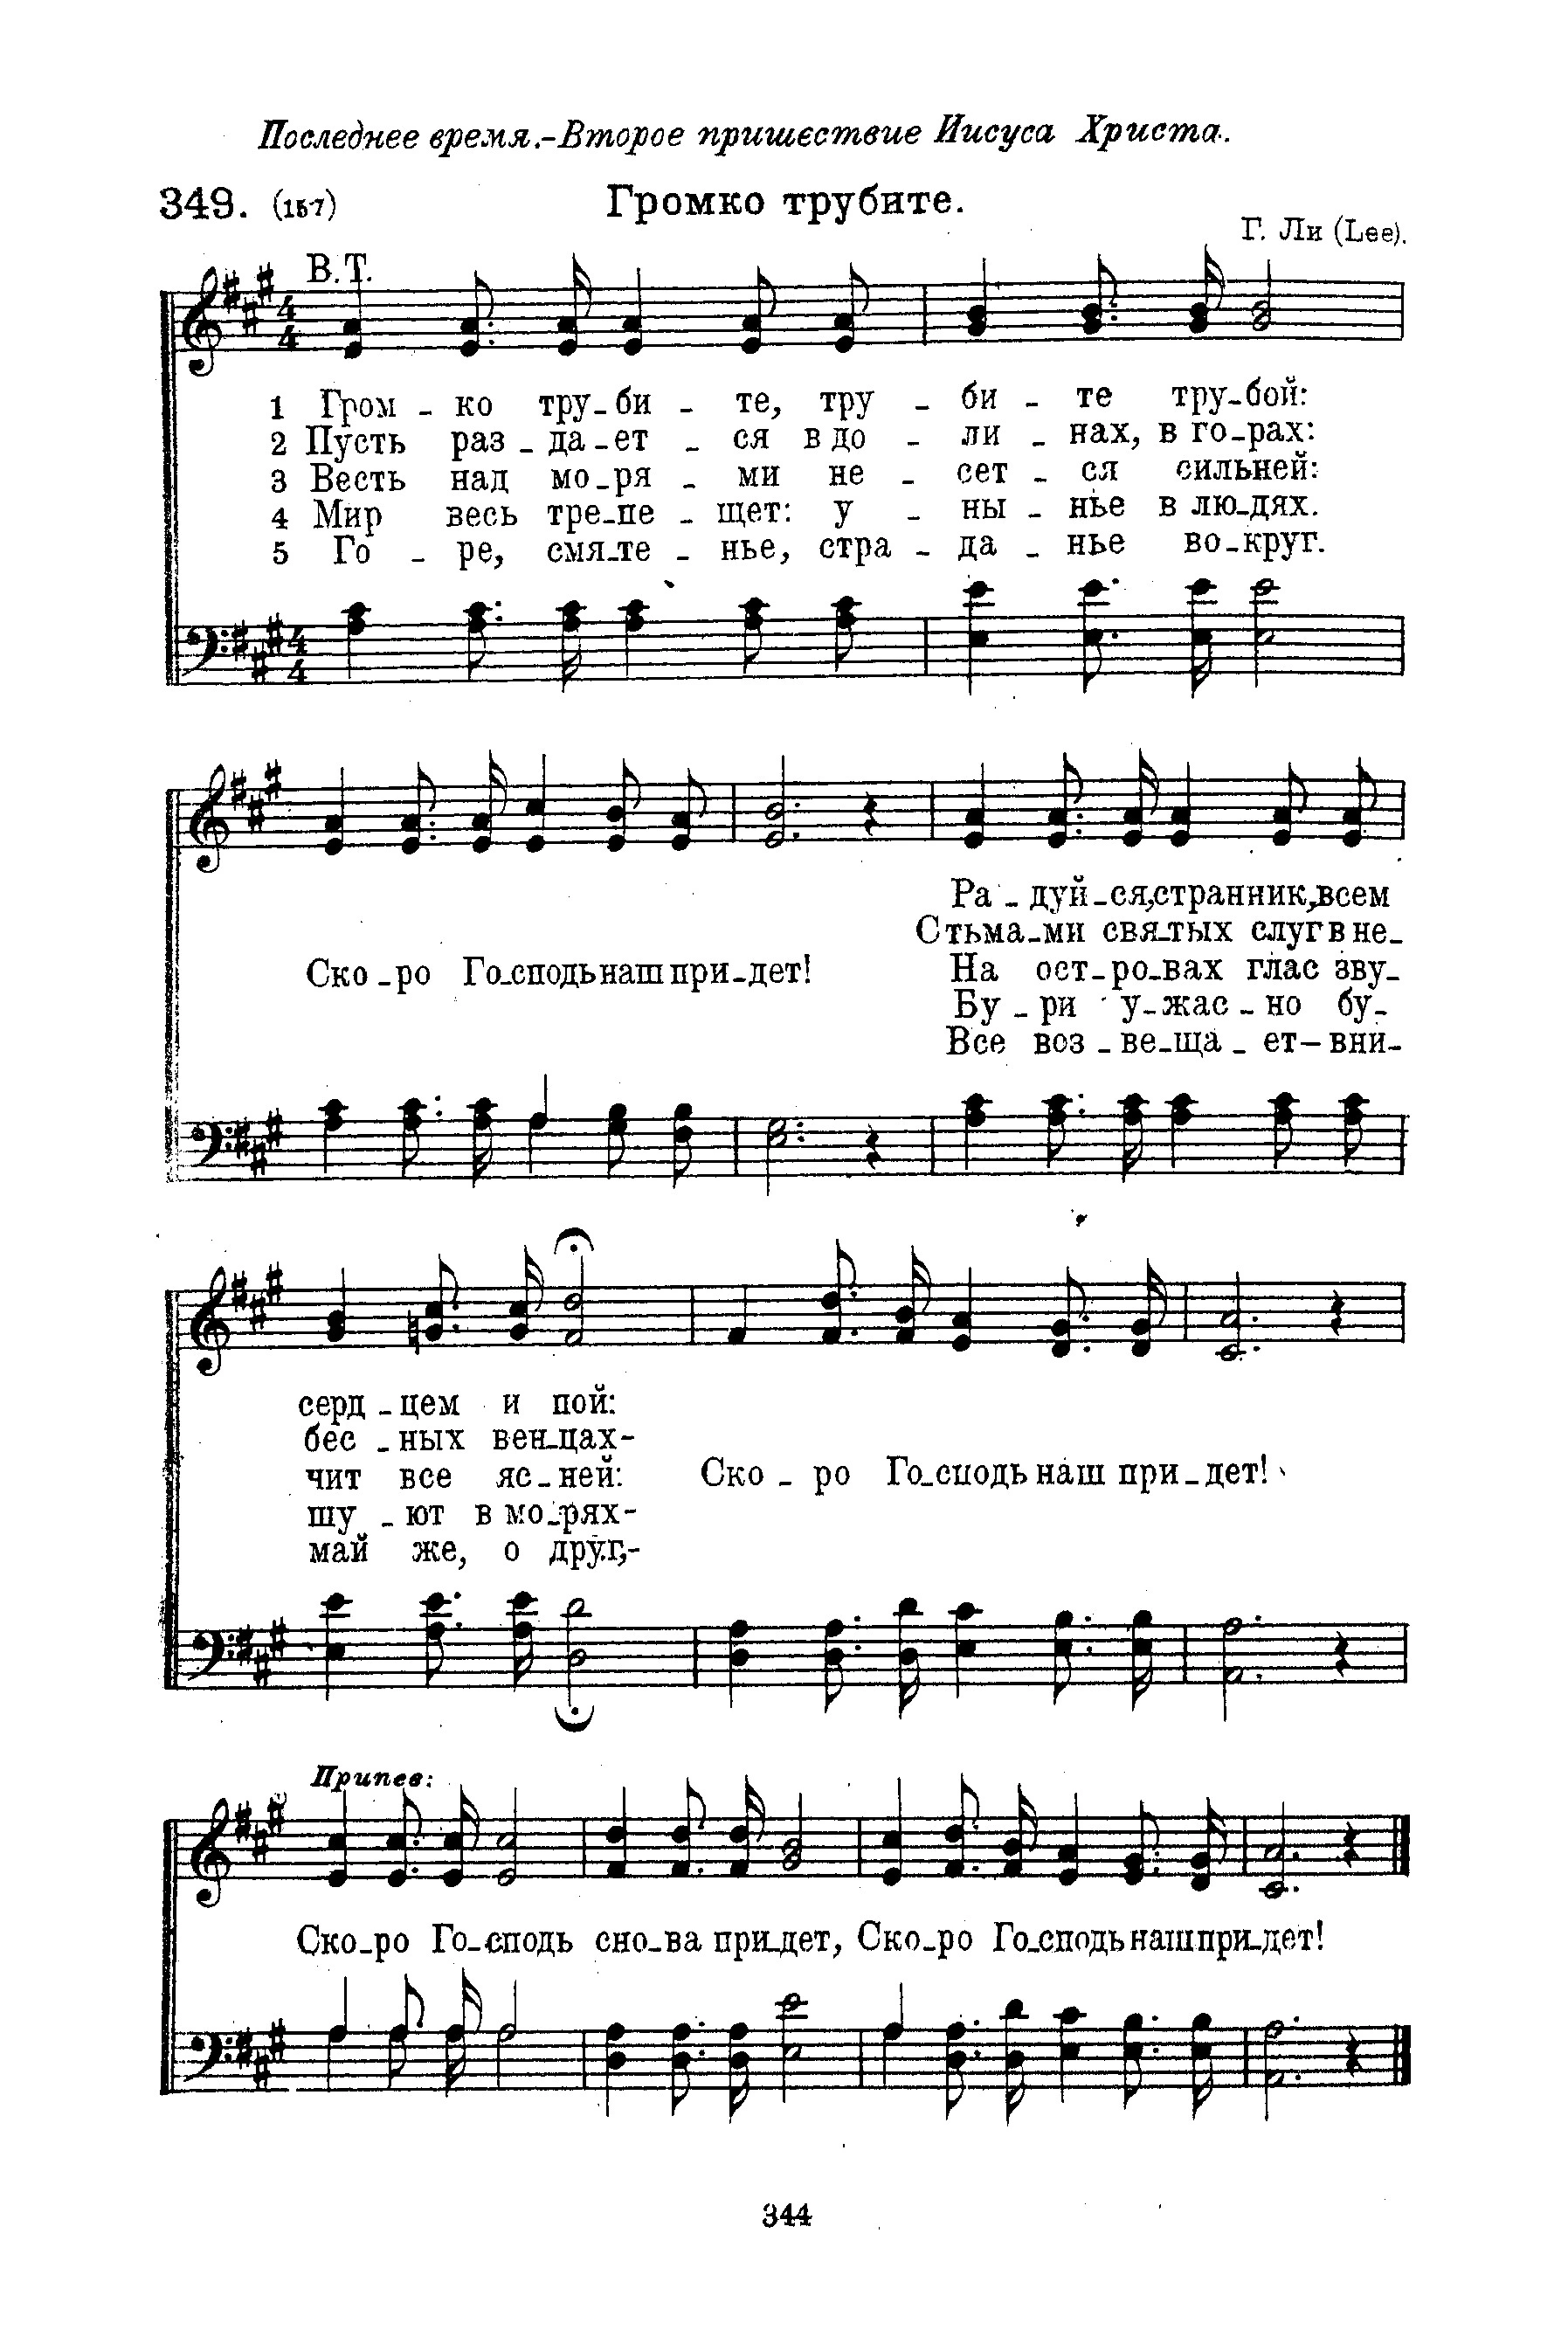 Последнее время.-Второе пришествие Иисуса Христа.
349. (157) Громко трубите.
Г. Ли (Lee).
В.Т.
1 Гром - ко тру-би - те, тру - би - те тру-бой:
2 Пусть раз - да-ет - ся в до - ли - нах, в го-рах:
3 Весть над мо-ря - ми не - сет - ся сильней:
4 Мир весь тре-пе - щет: у - ны - нье в лю-дях.
5 Го - ре, смя-те - нье, стра - да - нье во-круг.
Ра - дуй-ся,странник,всем
С тьма-ми свя-тых слуг в не-
Ско-ро Го-сподь наш при-дет! На ост-ро-вах глас зву-
Бу - ри у-жас - но бу-
Все воз - ве-ща - ет-вни-
серд - цем и пой:
бес - ных вен-цах-
чит все яс-ней: Ско - ро Го-сподь наш при-дет!
шу - ют в мо-рях-
май же, о друг,-
Припев:
Ско-ро Го-сподь сно-ва при-дет, Ско-ро Го-сподь наш при-дет!
344